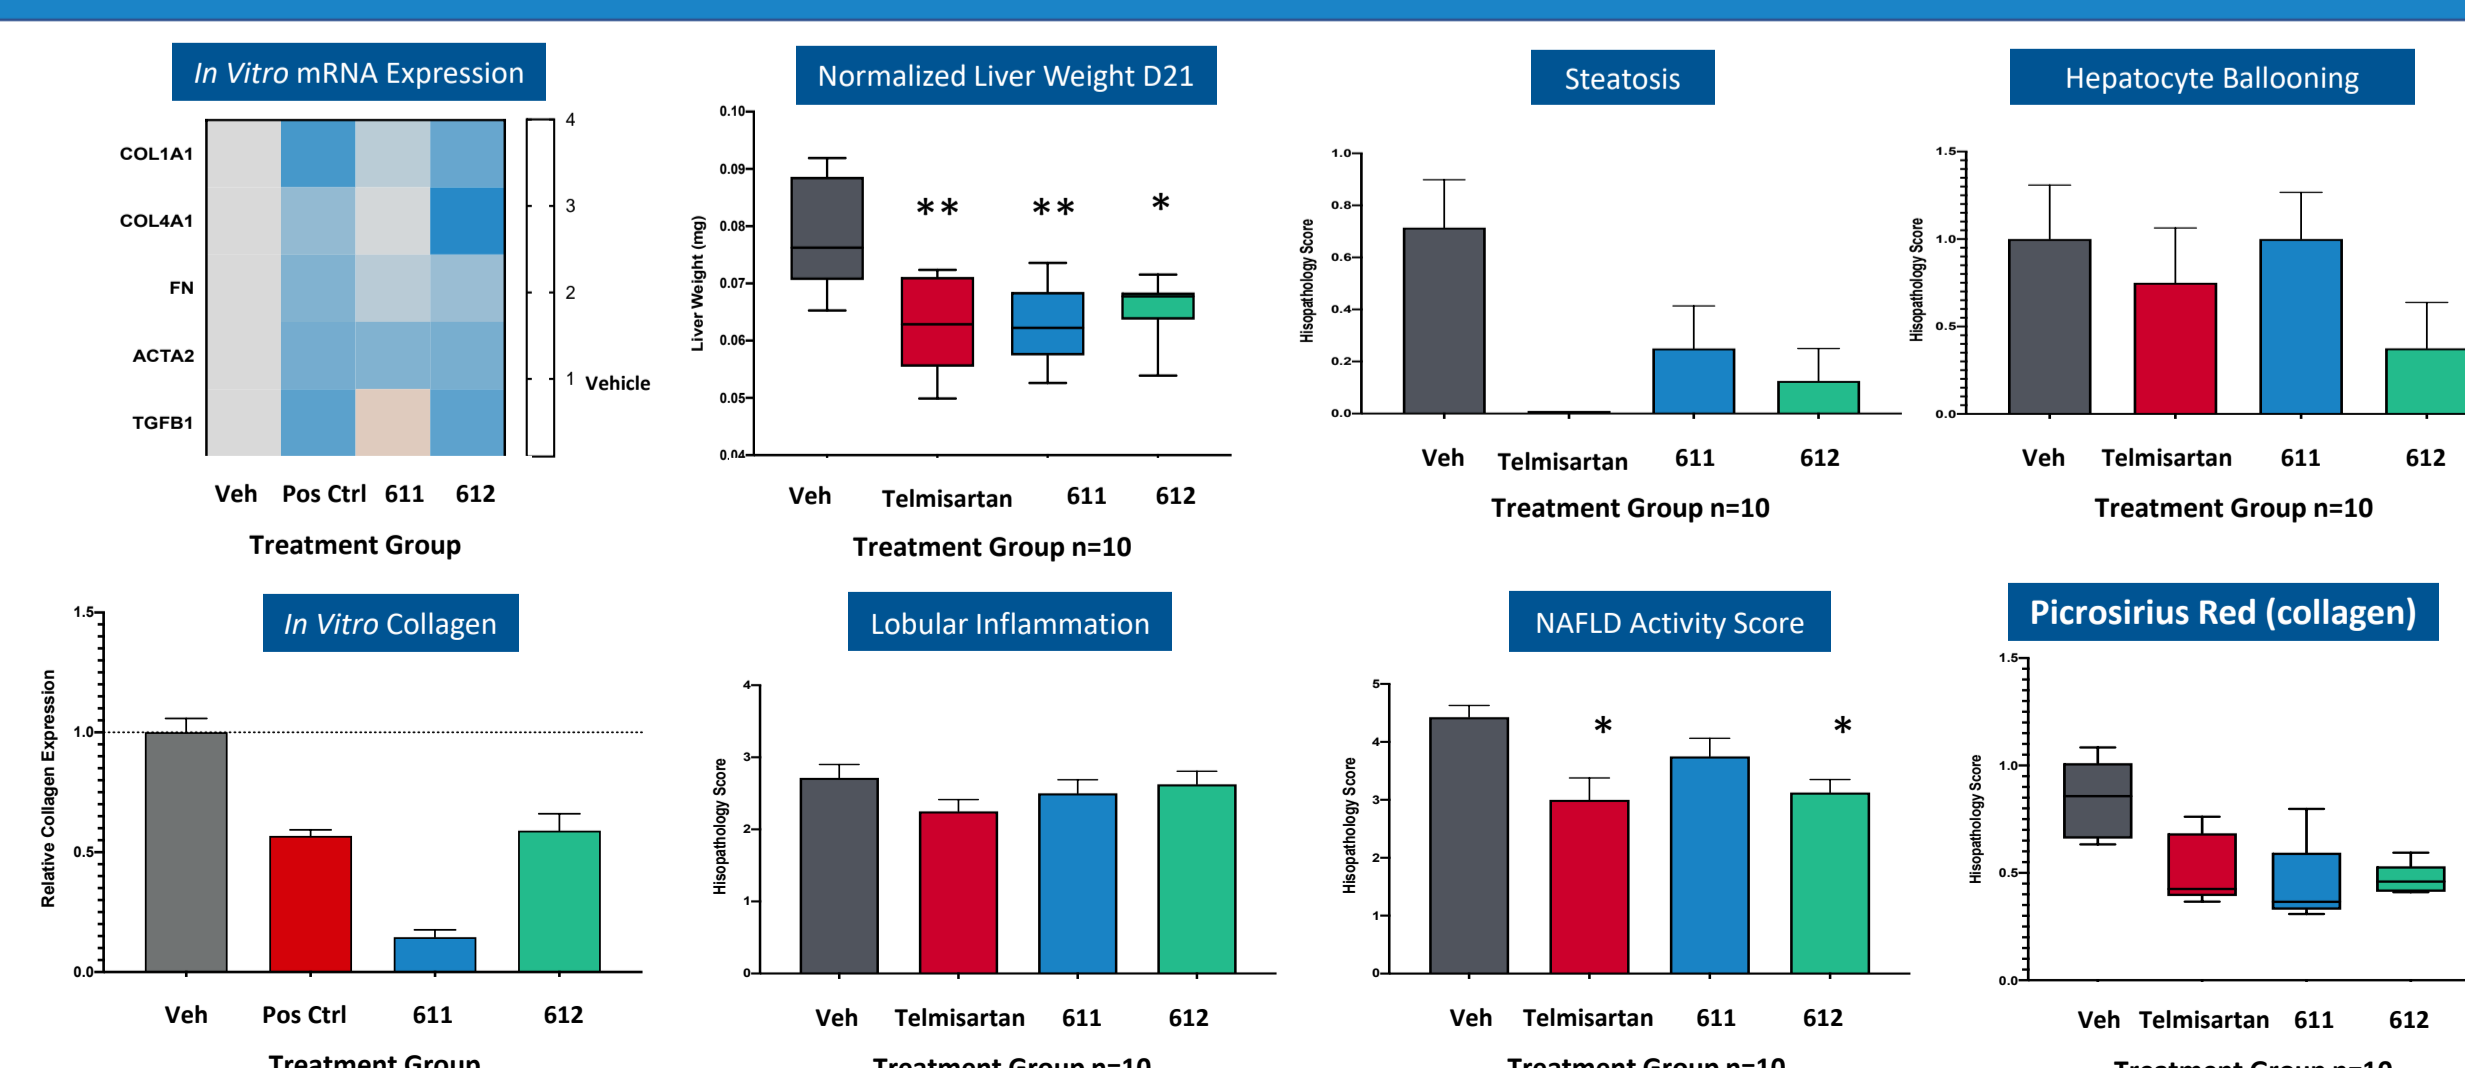 In Vitro mRNA Expression
COL1A1
COL4A1
FN
ACTA2
TGFB1
4
3
2
1 Vehicle
Veh Pos Ctrl 611 612
Treatment Group
Normalized Liver Weight D21
Liver Weight (mg)
0.10
0.09
0.08
0.07
0.06
0.05
0.04
** ** *
Veh Telmisartan 611 612
Treatment Group n=10
Steatosis
Hisopathology Score
1.0
0.8
0.6
0.4
0.2
0.0
Veh Telmisartan 611 612
Treatment Group n=10
Hepatocyte Ballooning
Hisopathology Score
1.5
1.0
0.5
0.0
Veh Telmisartan 611 612
Treatment Group n=10
In Vitro Collagen
Relative Collagen Expression
1.5
1.0
0.5
0.0
Veh Pos Ctrl 611 612
Treatment Group
Lobular Inflammation
Hisopathology Score
4
3
2
1
0
Veh Telmisartan 611 612
Treatment Group n=10
NAFLD Activity Score
Hisopathology Score
5
4
3
2
1
0
* *
Veh Telmisartan 611 612
Treatment Group n=10
Picrosirius Red (collagen)
Hisopathology Score
1.5
1.0
0.5
0.0
Veh Telmisartan 611 612
Treatment Group n=10